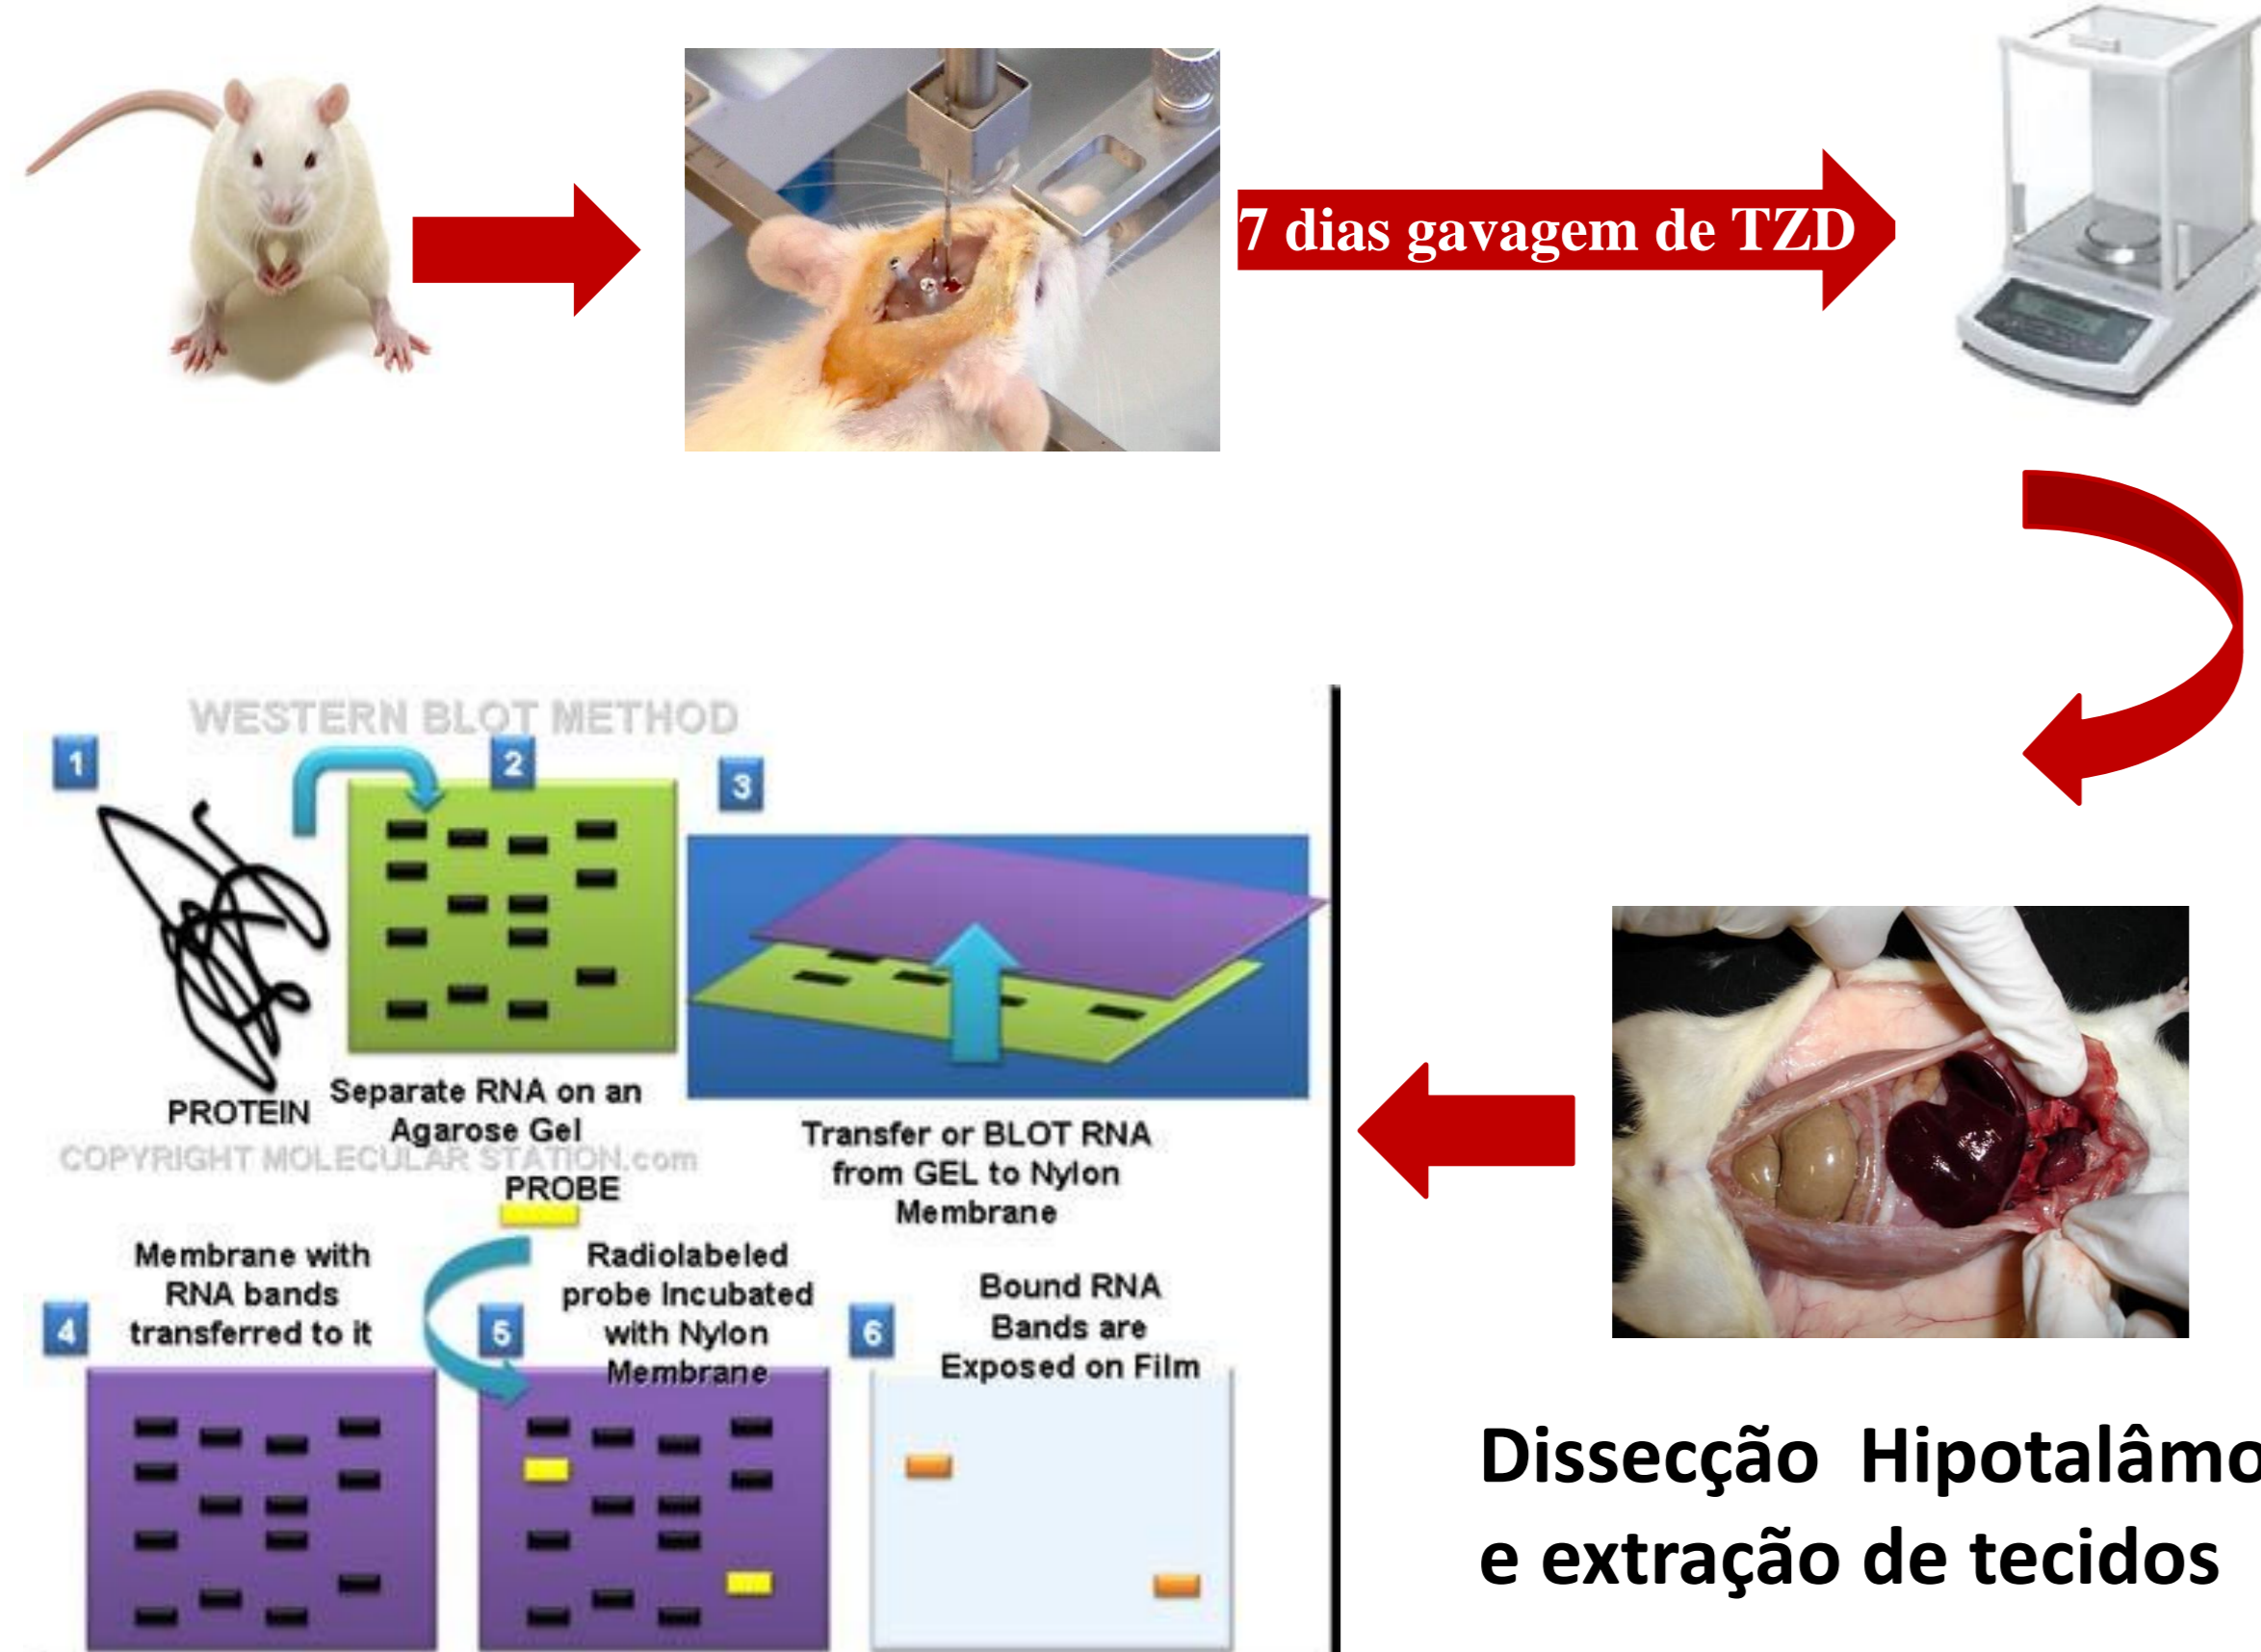 7 dias gavagem de TZD
WESTERN BLOT METHOD
1
2
3
PROTEIN
Separate RNA on an
Agarose Gel
Transfer or BLOT RNA
from GEL to Nylon
Membrane
COPYRIGHT MOLECULAR STATION.com
PROBE
Membrane with
RNA bands
transferred to it
4
Radiolabeled
probe Incubated
with Nylon
Membrane
5
Bound RNA
Bands are
Exposed on Film
6
Dissecção Hipotalâmo
e extração de tecidos